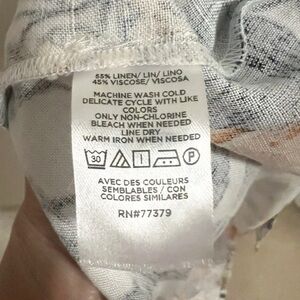 55% LINEN/ LIN/ LINO
45% VISCOSE/ VISCOSA
MACHINE WASH COLD
DELICATE CYCLE WITH LIKE
COLORS
ONLY NON-CHLORINE
BLEACH WHEN NEEDED
LINE DRY
WARM IRON WHEN NEEDED
30 P
AVEC DES COULEURS
SEMBLABLES / CON
COLORES SIMILARES
RN#77379